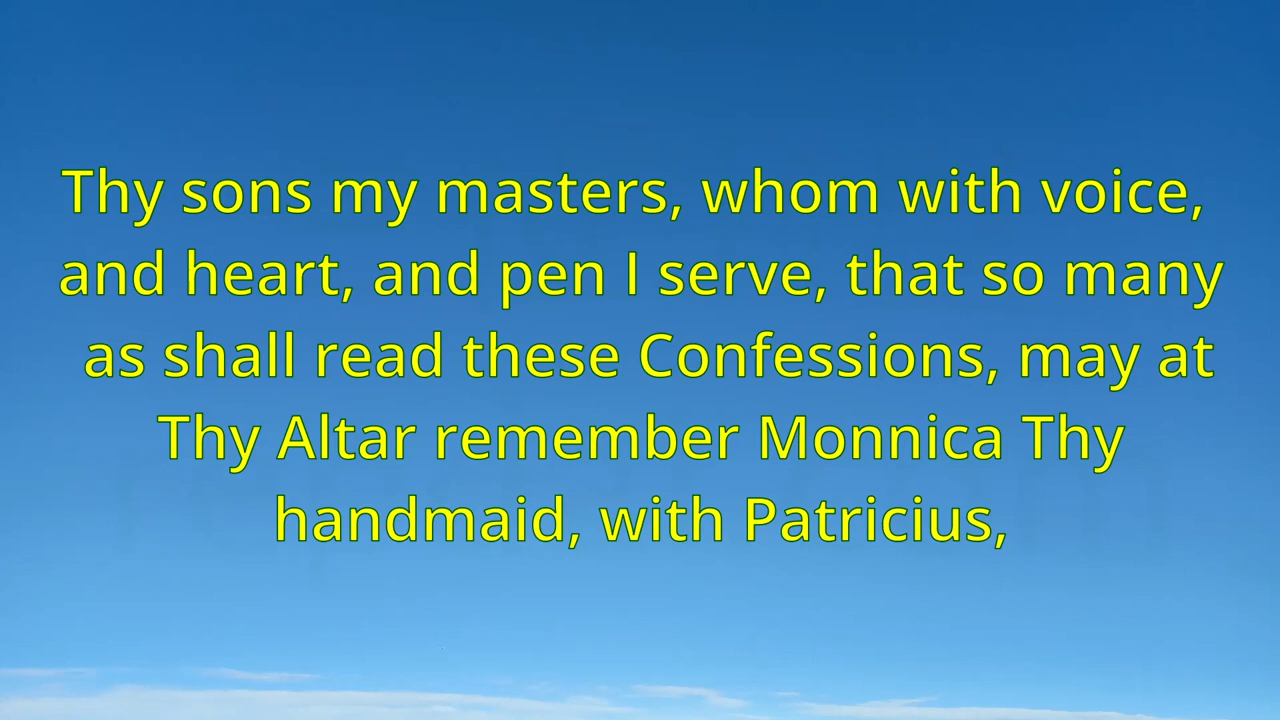 Thy sons my masters, whom with voice,
and heart, and pen I serve, that so many
as shall read these Confessions, may at
Thy Altar remember Monnica Thy
handmaid, with Patricius,